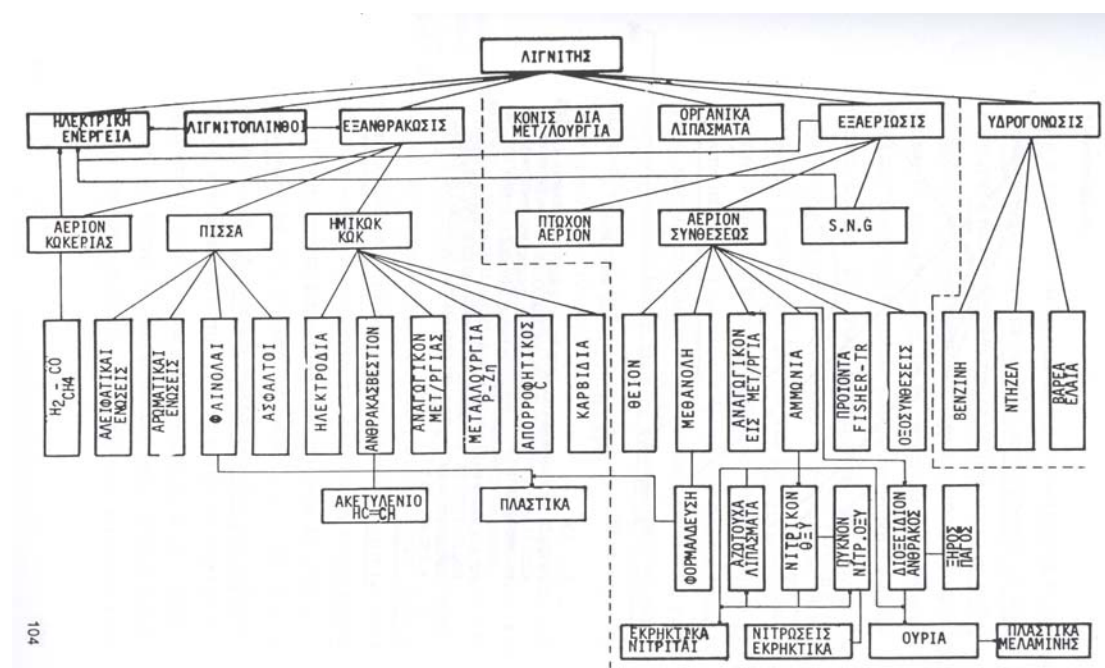 ΛΙΓΝΙΤΗΣ
ΗΛΕΚΤΡΙΚΗ
ΕΝΕΡΓΕΙΑ
ΛΙΓΝΙΤΟΠΛΙΝΘΟΙ
ΕΞΑΝΘΡΑΚΩΣΙΣ
ΚΟΝΙΣ ΔΙΑ
ΜΕΤ/ΛΟΥΡΓΙΑ
ΟΡΓΑΝΙΚΑ
ΛΙΠΑΣΜΑΤΑ
ΕΞΑΕΡΙΩΣΙΣ
ΥΔΡΟΓΟΝΩΣΙΣ
ΑΕΡΙΟΝ
ΚΩΚΕΡΙΑΣ
ΠΙΣΣΑ
ΗΜΙΚΩΚ
ΚΩΚ
ΠΤΩΧΟΝ
ΑΕΡΙΟΝ
ΑΕΡΙΟΝ
ΣΥΝΘΕΣΕΩΣ
S.N.G
H2 - CO
CH4
ΑΛΕΙΦΑΤΙΚΑΙ
ΕΝΩΣΕΙΣ
ΑΡΩΜΑΤΙΚΑΙ
ΕΝΩΣΕΙΣ
ΦΑΙΝΟΛΑΙ
ΑΣΦΑΛΤΟΙ
ΗΛΕΚΤΡΟΔΙΑ
ΑΝΘΡΑΚΑΣΒΕΣΤΙΟΝ
ΑΝΑΓΩΓΙΚΟΝ
ΜΕΤ/ΡΓΙΑΣ
ΜΕΤΑΛΛΟΥΡΓΙΑ
P-Zn
ΑΠΟΡΡΟΦΗΤΙΚΟΣ
C
ΚΑΡΒΙΔΙΑ
ΘΕΙΟΝ
ΜΕΘΑΝΟΛΗ
ΑΝΑΓΩΓΙΚΟΝ
ΕΙΣ ΜΕΤ/ΡΓΙΑ
ΑΜΜΩΝΙΑ
ΠΡΟΙΟΝΤΑ
FISHER-TR
ΟΞΟΣΥΝΘΕΣΕΙΣ
ΒΕΝΖΙΝΗ
ΝΤΗΖΕΛ
ΒΑΡΕΑ
ΕΛΑΙΑ
ΑΚΕΤΥΛΕΝΙΟ
HC=CH
ΠΛΑΣΤΙΚΑ
ΦΟΡΜΑΛΔΕΥΣΗ
ΑΖΩΤΟΥΧΑ
ΛΙΠΑΣΜΑΤΑ
ΝΙΤΡΙΚΟΝ
ΟΞΥ
ΠΥΚΝΟΝ
ΝΙΤΡ.ΟΞΥ
ΔΙΟΞΕΙΔΙΟΝ
ΑΝΘΡΑΚΟΣ
ΞΗΡΟΣ
ΠΑΓΟΣ
ΕΚΡΗΚΤΙΚΑ
ΝΙΤΡΙΤΑΙ
ΝΙΤΡΩΣΕΙΣ
ΕΚΡΗΚΤΙΚΑ
ΟΥΡΙΑ
ΠΛΑΣΤΙΚΑ
ΜΕΛΑΜΙΝΗΣ
104